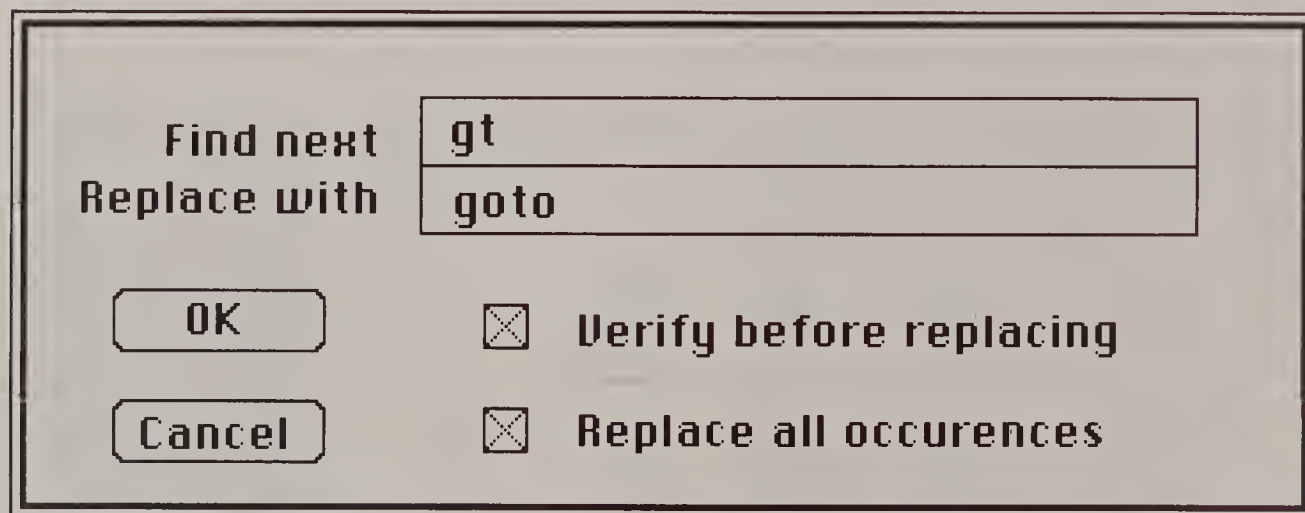 Find next gt
Replace with goto
OK Verify before replacing
Cancel Replace all occurences